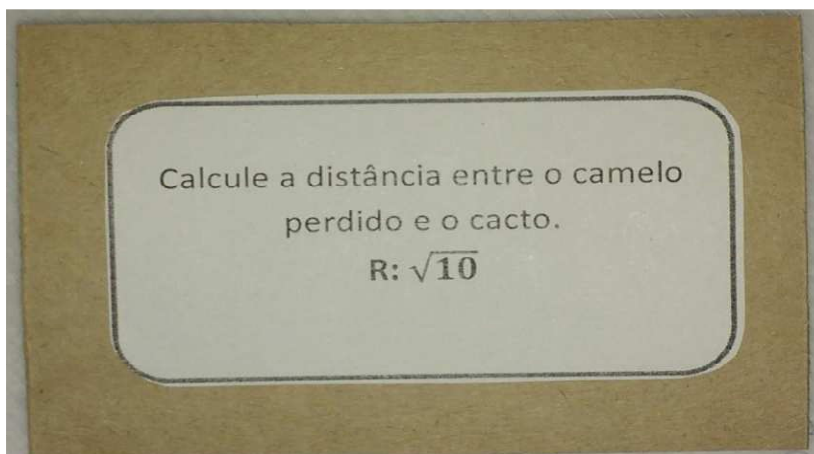 Calcule a distância entre o camelo
perdido e o cacto.
R: √10